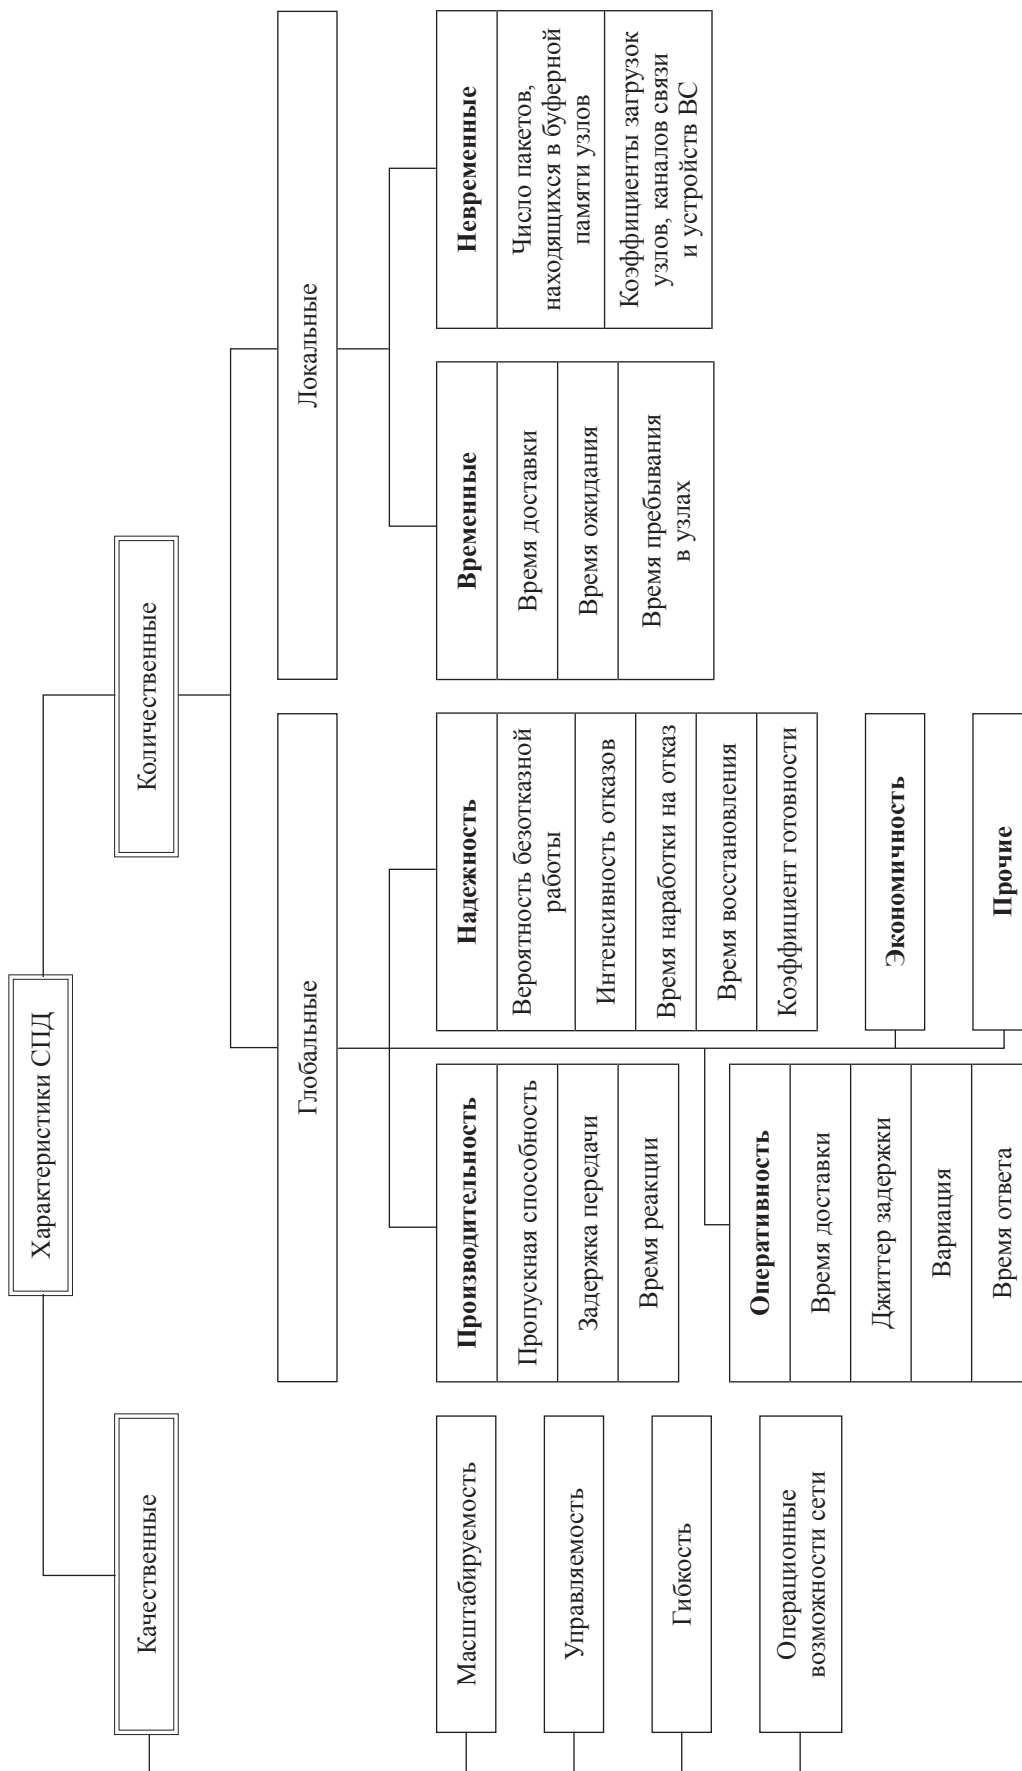 Характеристики СПД
Качественные
Количественные
Глобальные
Локальные
Масштабируемость
Управляемость
Гибкость
Операционные
возможности сети
Производительность
Пропускная способность
Задержка передачи
Время реакции
Оперативность
Время доставки
Джиттер задержки
Вариация
Время ответа
Надежность
Вероятность безотказной
работы
Интенсивность отказов
Время наработки на отказ
Время восстановления
Коэффициент готовности
Экономичность
Прочие
Временные
Время доставки
Время ожидания
Время пребывания
в узлах
Невременные
Число пакетов,
находящихся в буферной
памяти узлов
Коэффициенты загрузок
узлов, каналов связи
и устройств ВС